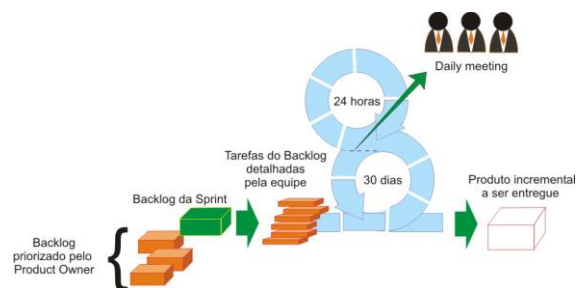 Daily meeting
24 horas
Tarefas do Backlog
detalhadas
pela equipe
30 dias
Produto incremental
a ser entregue
Backlog da Sprint
Backlog
priorizado pelo
Product Owner